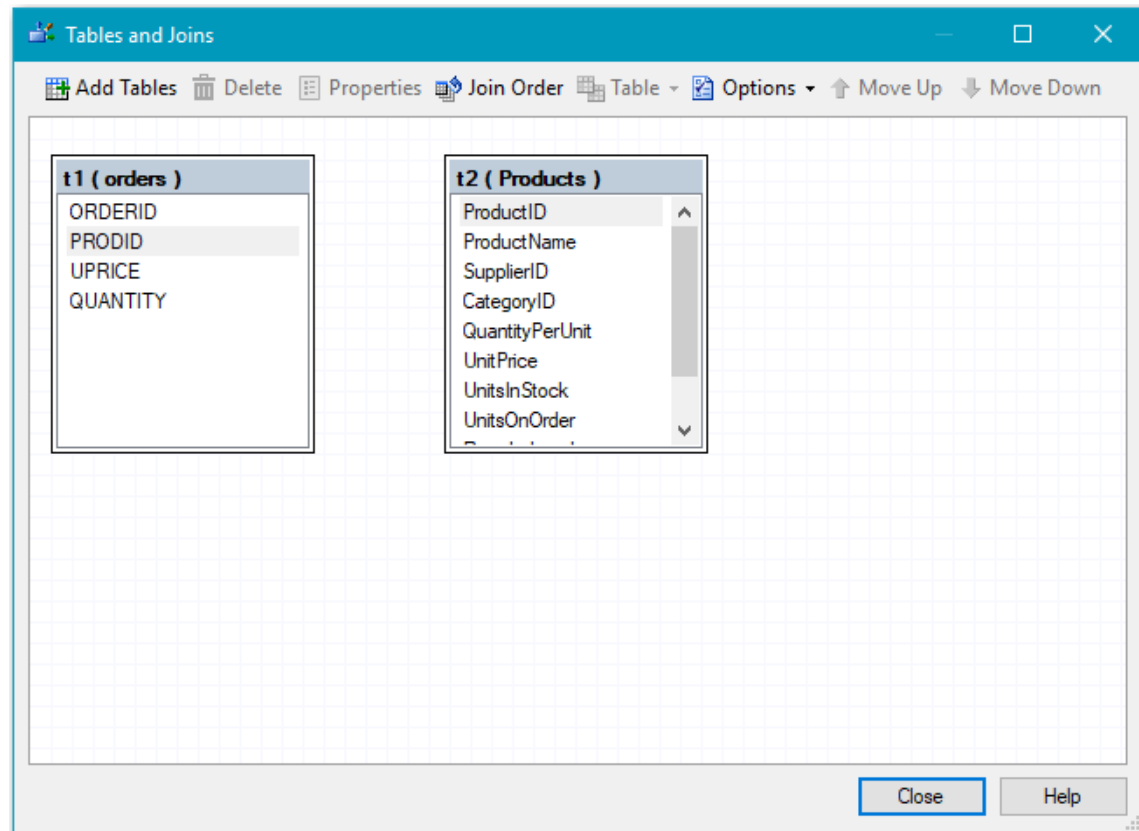 Tables and Joins
Add Tables Delete Properties Join Order Table Options Move Up Move Down
t1 ( orders )
ORDERID
PRODID
UPRICE
QUANTITY
t2 ( Products )
ProductID
ProductName
SupplierID
CategoryID
QuantityPerUnit
UnitPrice
UnitsInStock
UnitsOnOrder
Close Help